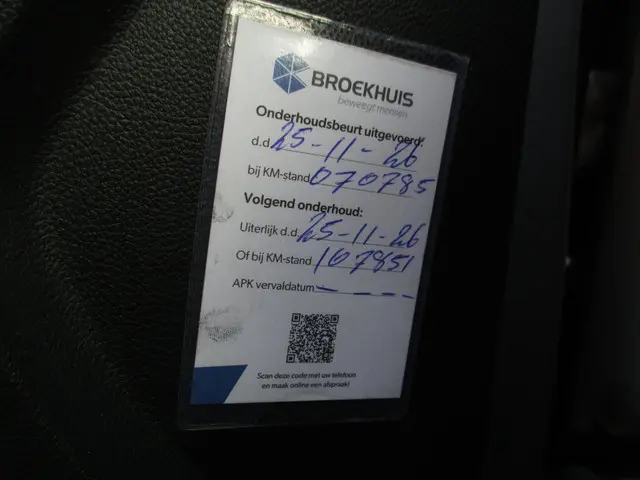 BROEKHUIS
beweegt mensen
Onderhoudsbeurt uitgevoerd:
d.d. 25-11-26
bij KM-stand 070785
Volgend onderhoud:
Uiterlijk d.d. 25-11-26
Of bij KM-stand 107851
APK vervaldatum - - - -
Scan deze code met uw telefoon
en maak online een afspraak!